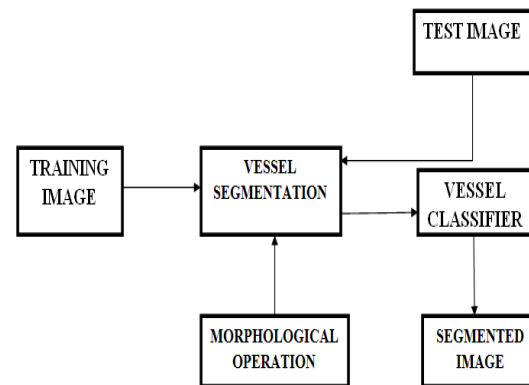 TEST IMAGE
TRAINING
IMAGE
VESSEL
SEGMENTATION
VESSEL
CLASSIFIER
MORPHOLOGICAL
OPERATION
SEGMENTED
IMAGE